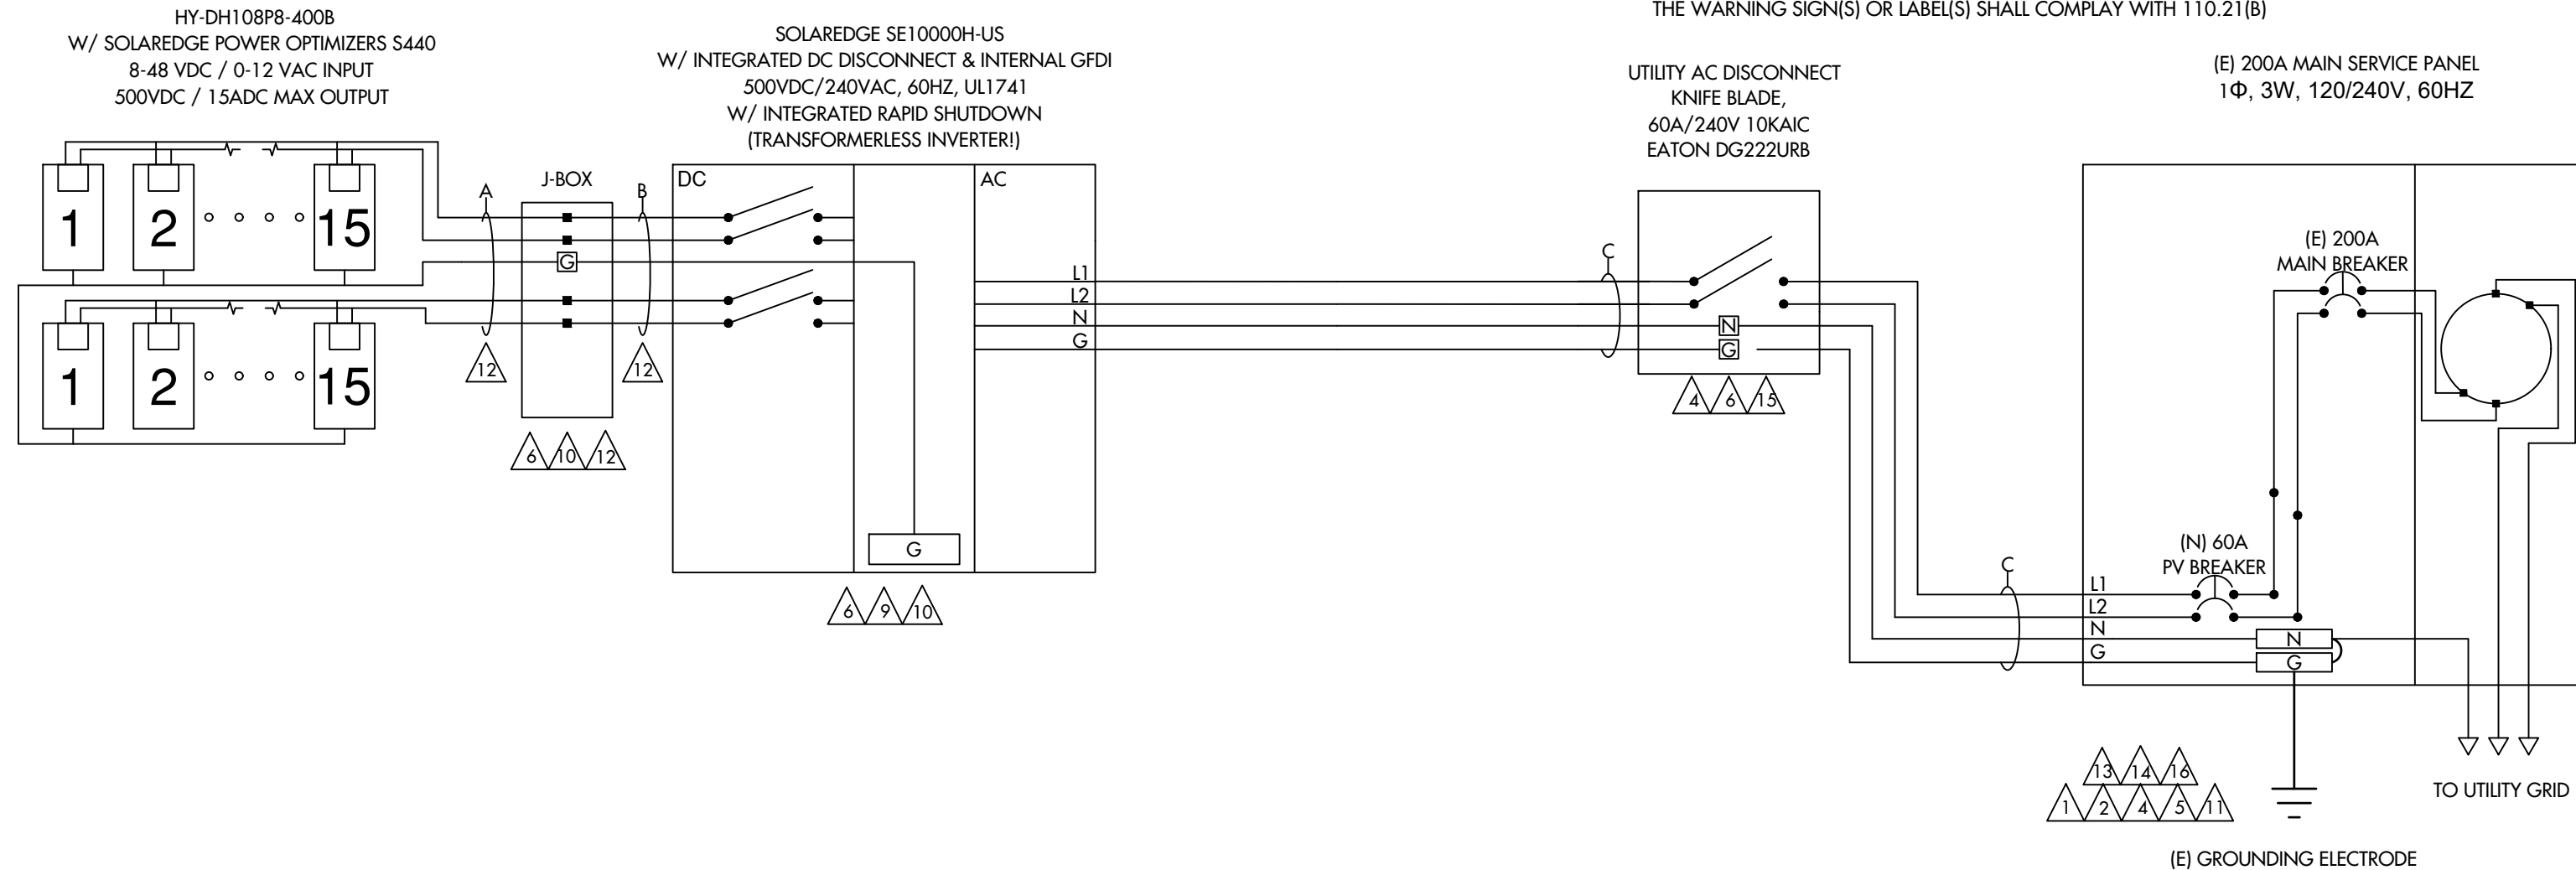 THE WARNING SIGN(S) OR LABEL(S) SHALL COMPLAY WITH 110.21(B)
HY-DH108P8-400B
W/ SOLAREDGE POWER OPTIMIZERS S440
8-48 VDC / 0-12 VAC INPUT
500VDC / 15ADC MAX OUTPUT
SOLAREDGE SE10000H-US
W/ INTEGRATED DC DISCONNECT & INTERNAL GFDI
500VDC/240VAC, 60HZ, UL1741
W/ INTEGRATED RAPID SHUTDOWN
(TRANSFORMERLESS INVERTER!)
UTILITY AC DISCONNECT
KNIFE BLADE,
60A/240V 10KAIC
EATON DG222URB
(E) 200A MAIN SERVICE PANEL
1Φ, 3W, 120/240V, 60HZ
1 2 15
A
J-BOX
B
G
12
12
1 2 15
6 10 12
DC
AC
G
6 9 10
L1
L2
N
G
C
N
G
4 6 15
C
(E) 200A
MAIN BREAKER
(N) 60A
PV BREAKER
L1
L2
N
G
N
G
13 14 16
1 2 4 5 11
TO UTILITY GRID
(E) GROUNDING ELECTRODE